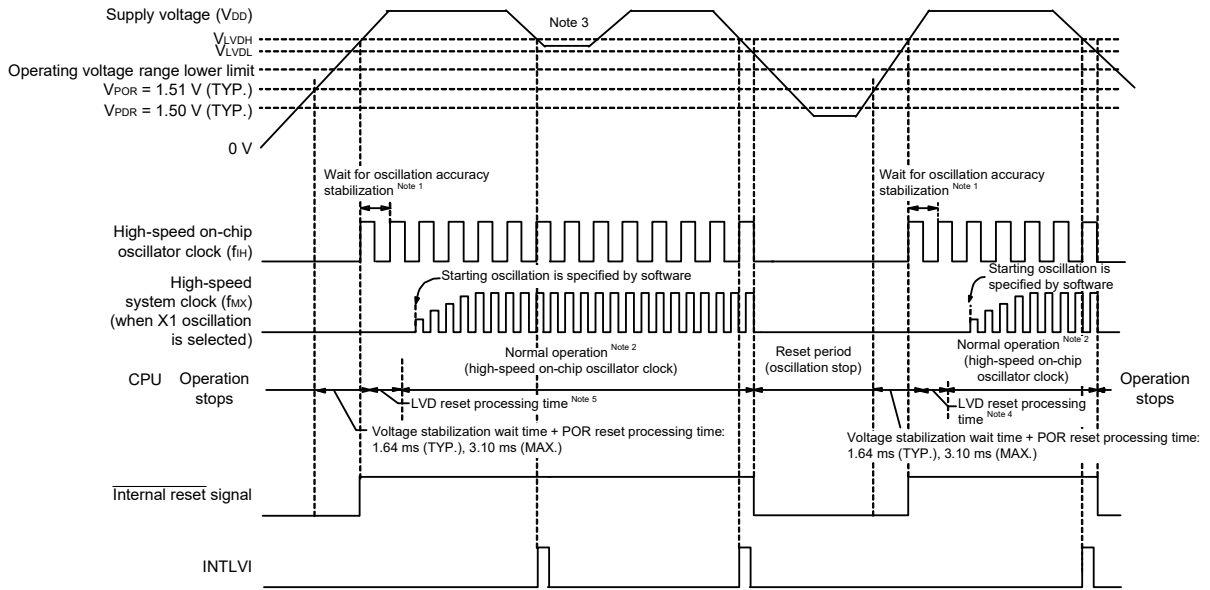 Supply voltage (VDD)
Note 3
VLVDH
VLVDL
Operating voltage range lower limit
VPOR = 1.51 V (TYP.)
VPDR = 1.50 V (TYP.)
0 V
Wait for oscillation accuracy
stabilization Note 1
Wait for oscillation accuracy
stabilization Note 1
High-speed on-chip
oscillator clock (fIH)
Starting oscillation is specified by software
Starting oscillation is
specified by software
High-speed
system clock (fMX)
(when X1 oscillation
is selected)
Normal operation Note 2
(high-speed on-chip oscillator clock)
Reset period
(oscillation stop)
Normal operation Note 2
(high-speed on-chip
oscillator clock)
CPU
Operation
stops
Operation
stops
LVD reset processing time Note 5
LVD reset processing
time Note 4
Voltage stabilization wait time + POR reset processing time:
1.64 ms (TYP.), 3.10 ms (MAX.)
Voltage stabilization wait time + POR reset processing time:
1.64 ms (TYP.), 3.10 ms (MAX.)
Internal reset signal
INTLVI